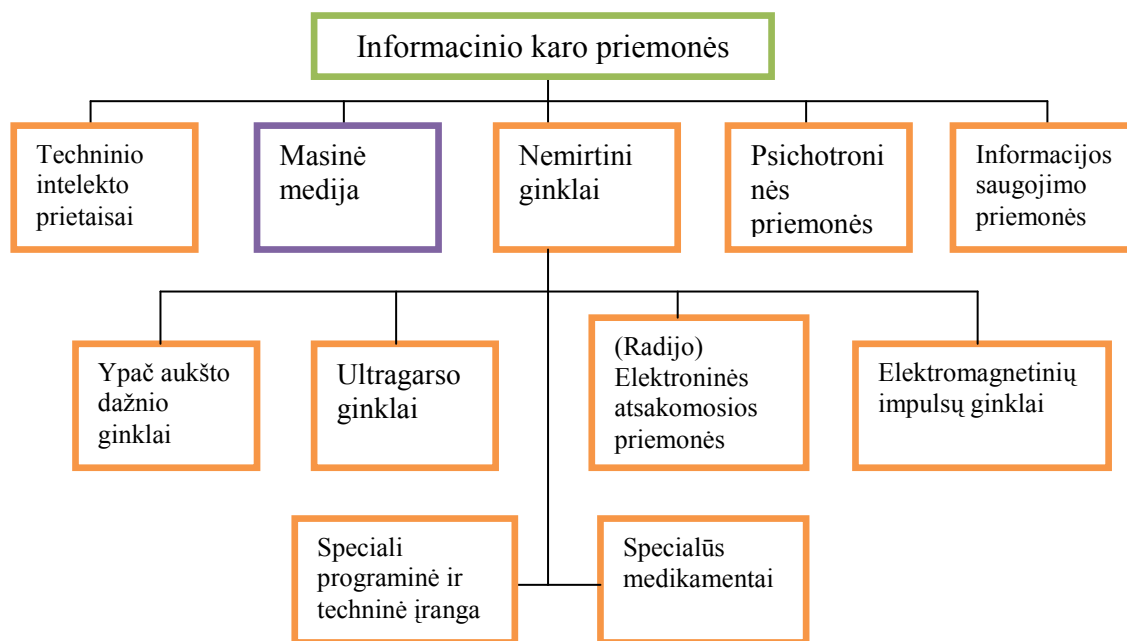 Informacinio karo priemonės
Techninio
intelekto
prietaisai
Masinė
medija
Nemirtini
ginklai
Psichotroni
nės
priemonės
Informacijos
saugojimo
priemonės
Ypač aukšto
dažnio
ginklai
Ultragarso
ginklai
(Radijo)
Elektroninės
atsakomosios
priemonės
Elektromagnetinių
impulsų ginklai
Speciali
programinė ir
techninė įranga
Specialūs
medikamentai